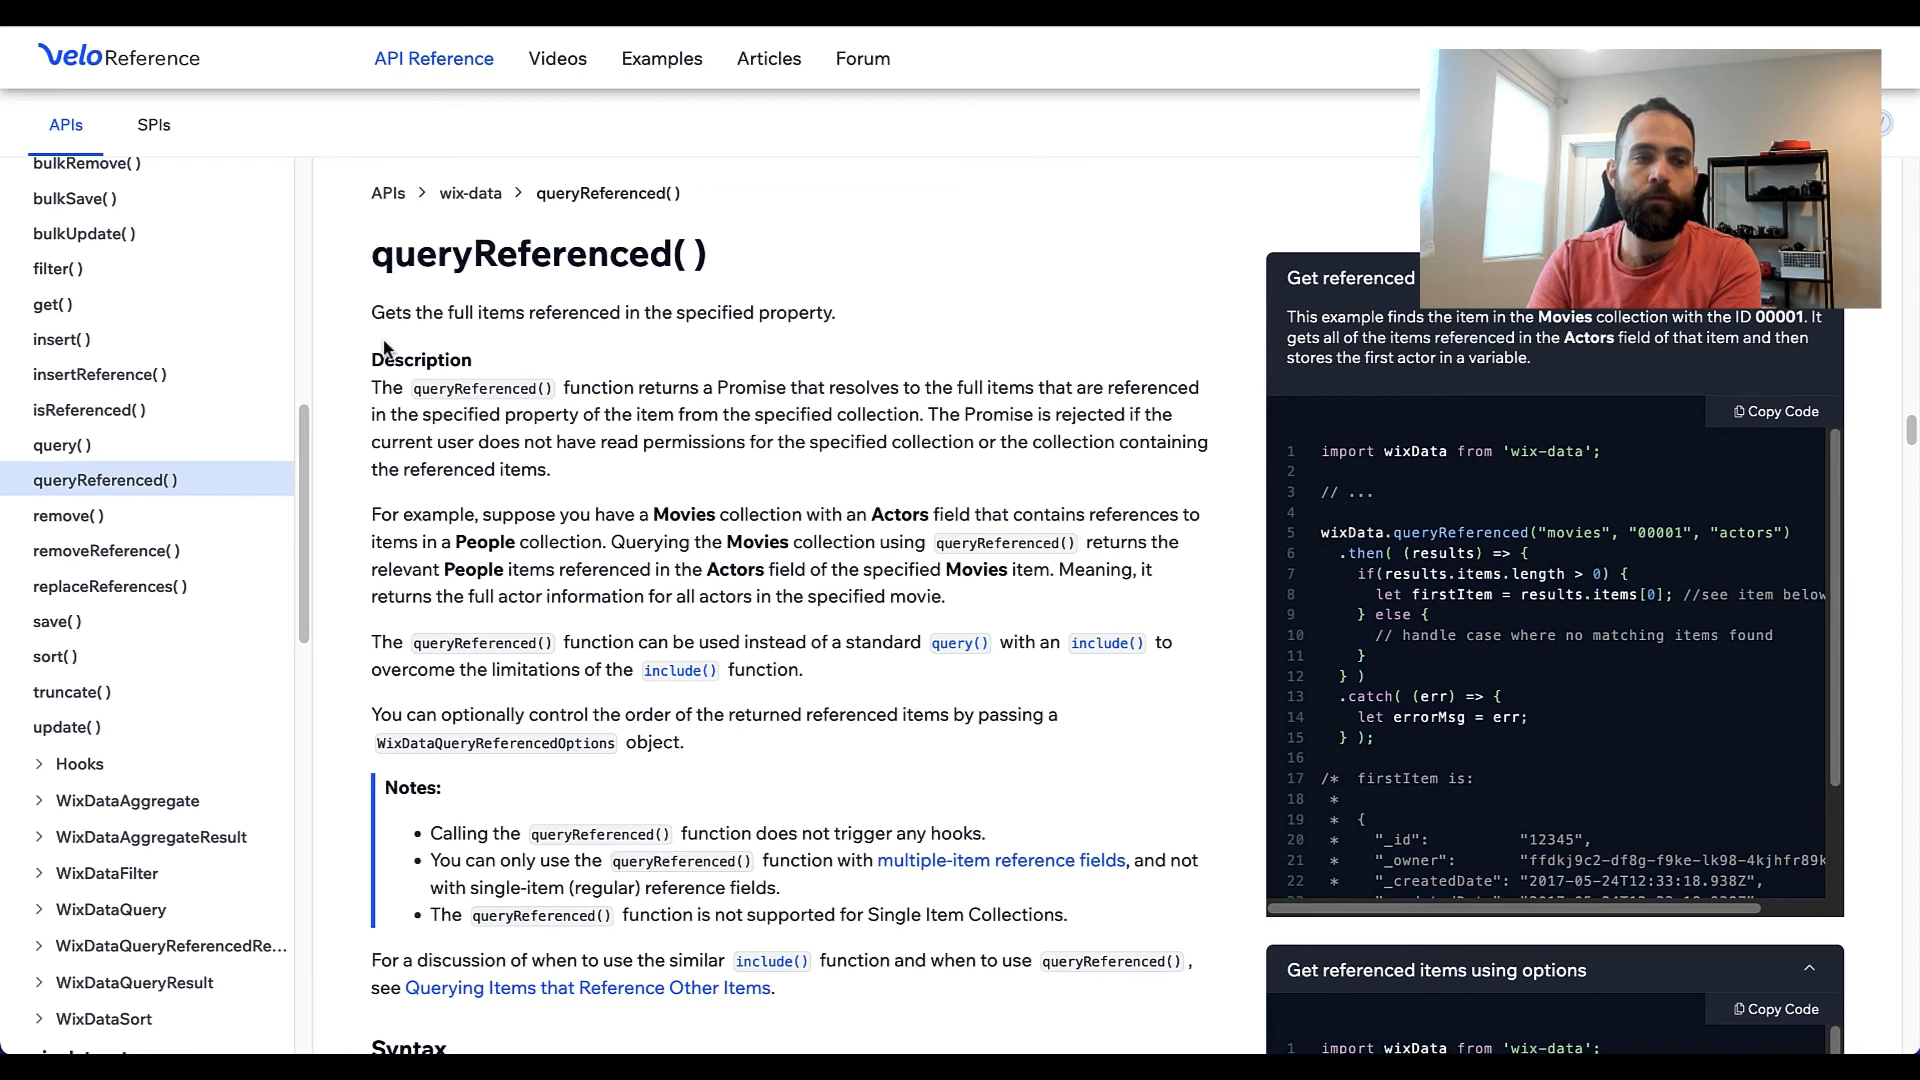 velo Reference
API Reference
Videos
Examples
Articles
Forum
APIs
SPIs
bulkRemove( )
bulkSave( )
bulkUpdate( )
filter( )
get( )
insert( )
insertReference( )
isReferenced( )
query( )
queryReferenced( )
remove( )
removeReference( )
replaceReferences( )
save( )
sort( )
truncate( )
update( )
Hooks
WixDataAggregate
WixDataAggregateResult
WixDataFilter
WixDataQuery
WixDataQueryReferencedRe...
WixDataQueryResult
WixDataSort
APIs > wix-data > queryReferenced( )
queryReferenced( )
Gets the full items referenced in the specified property.
Description
The queryReferenced() function returns a Promise that resolves to the full items that are referenced
in the specified property of the item from the specified collection. The Promise is rejected if the
current user does not have read permissions for the specified collection or the collection containing
the referenced items.
For example, suppose you have a Movies collection with an Actors field that contains references to
items in a People collection. Querying the Movies collection using queryReferenced() returns the
relevant People items referenced in the Actors field of the specified Movies item. Meaning, it
returns the full actor information for all actors in the specified movie.
The queryReferenced() function can be used instead of a standard query() with an include() to
overcome the limitations of the include() function.
You can optionally control the order of the returned referenced items by passing a
WixDataQueryReferencedOptions object.
Notes:
• Calling the queryReferenced() function does not trigger any hooks.
• You can only use the queryReferenced() function with multiple-item reference fields, and not
with single-item (regular) reference fields.
• The queryReferenced() function is not supported for Single Item Collections.
For a discussion of when to use the similar include() function and when to use queryReferenced() ,
see Querying Items that Reference Other Items.
Syntax
Get referenced
This example finds the item in the Movies collection with the ID 00001. It
gets all of the items referenced in the Actors field of that item and then
stores the first actor in a variable.
Copy Code
1 import wixData from 'wix-data';
2
3 // ...
4
5 wixData.queryReferenced("movies", "00001", "actors")
6 .then( (results) => {
7 if(results.items.length > 0) {
8 let firstItem = results.items[0]; //see item below
9 } else {
10 // handle case where no matching items found
11 }
12 } )
13 .catch( (err) => {
14 let errorMsg = err;
15 } );
16
17 /* firstItem is:
18 *
19 * {
20 * "_id": "12345",
21 * "_owner": "ffdkj9c2-df8g-f9ke-lk98-4kjhfr89k
22 * "_createdDate": "2017-05-24T12:33:18.938Z",
Get referenced items using options
Copy Code
1 import wixData from 'wix-data';